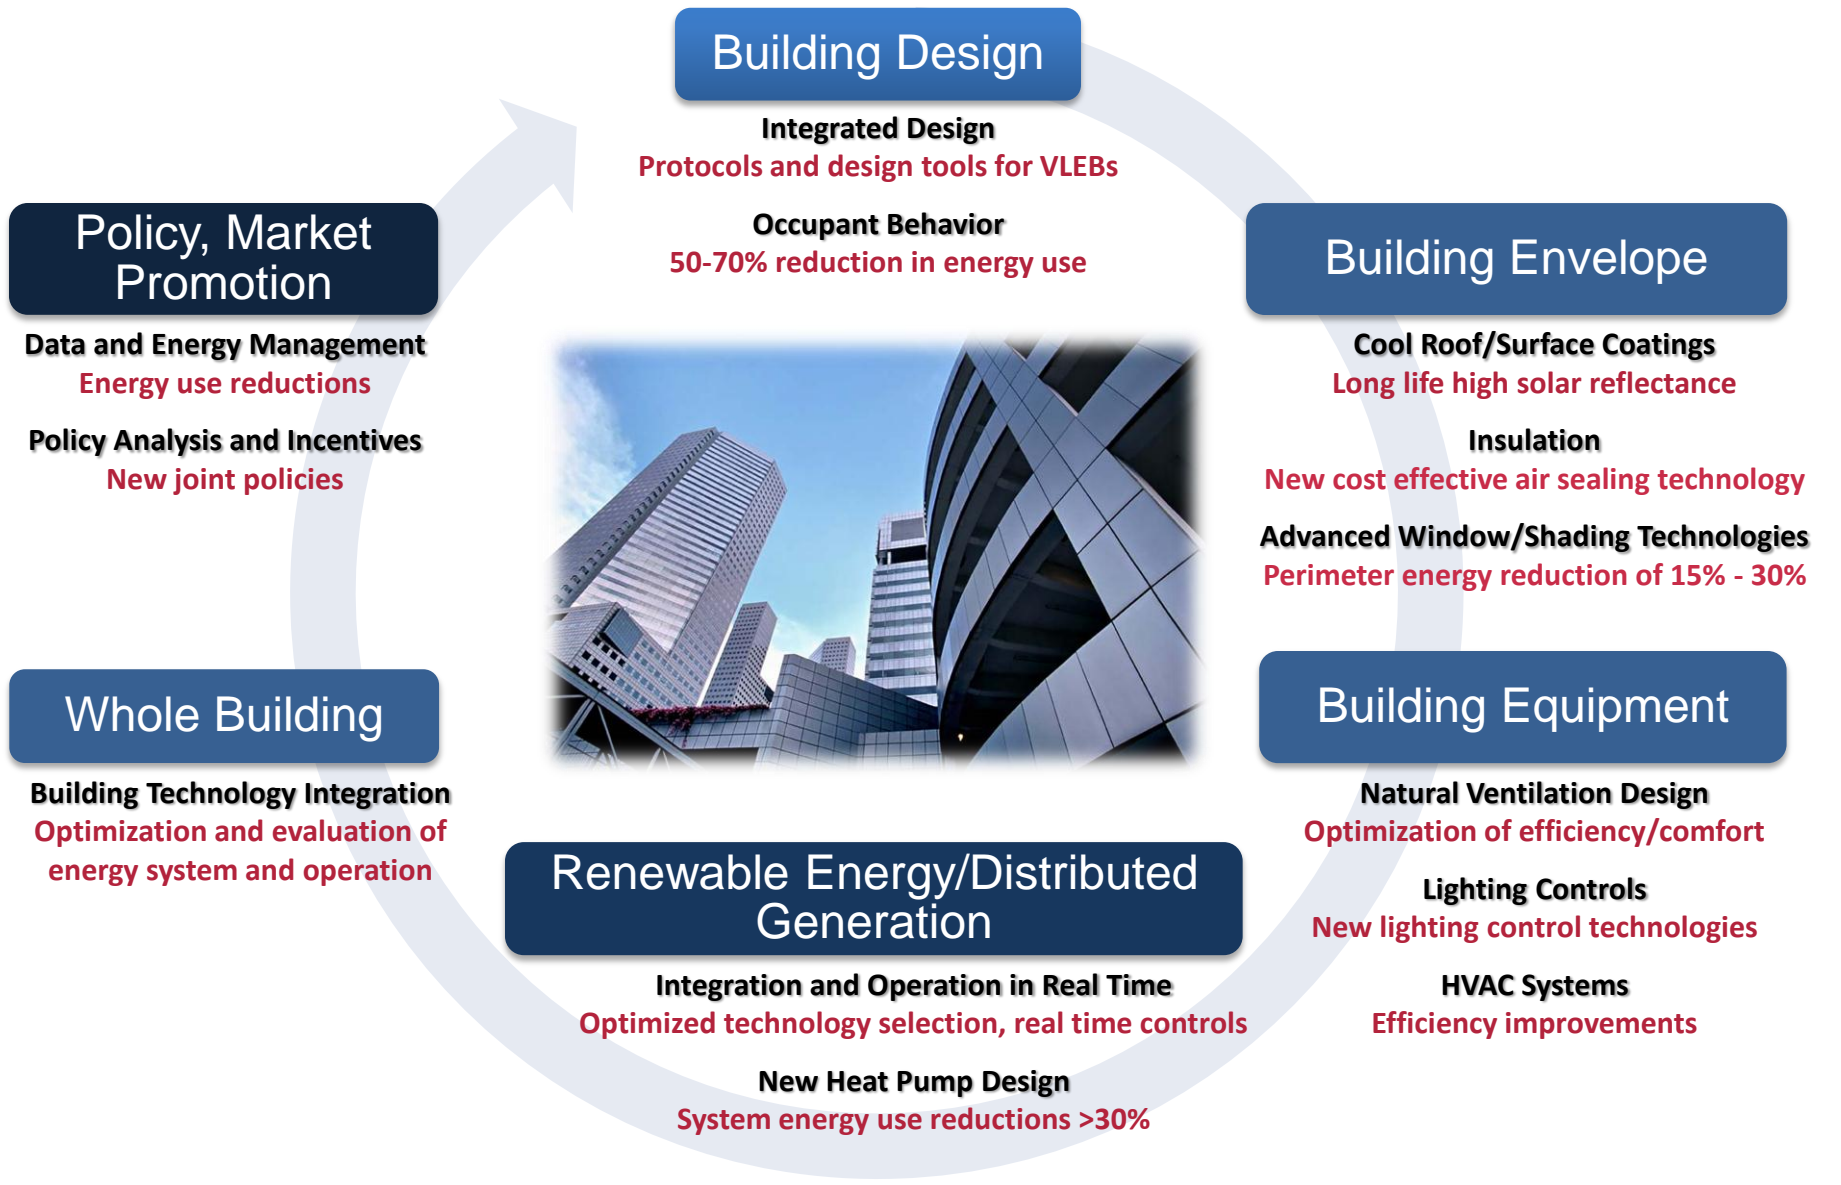 Building Design
Integrated Design
Protocols and design tools for VLEBs
Occupant Behavior
50-70% reduction in energy use
Building Envelope
Cool Roof/Surface Coatings
Long life high solar reflectance
Insulation
New cost effective air sealing technology
Advanced Window/Shading Technologies
Perimeter energy reduction of 15% - 30%
Building Equipment
Natural Ventilation Design
Optimization of efficiency/comfort
Lighting Controls
New lighting control technologies
HVAC Systems
Efficiency improvements
Renewable Energy/Distributed
Generation
Integration and Operation in Real Time
Optimized technology selection, real time controls
New Heat Pump Design
System energy use reductions >30%
Whole Building
Building Technology Integration
Optimization and evaluation of
energy system and operation
Policy, Market
Promotion
Data and Energy Management
Energy use reductions
Policy Analysis and Incentives
New joint policies